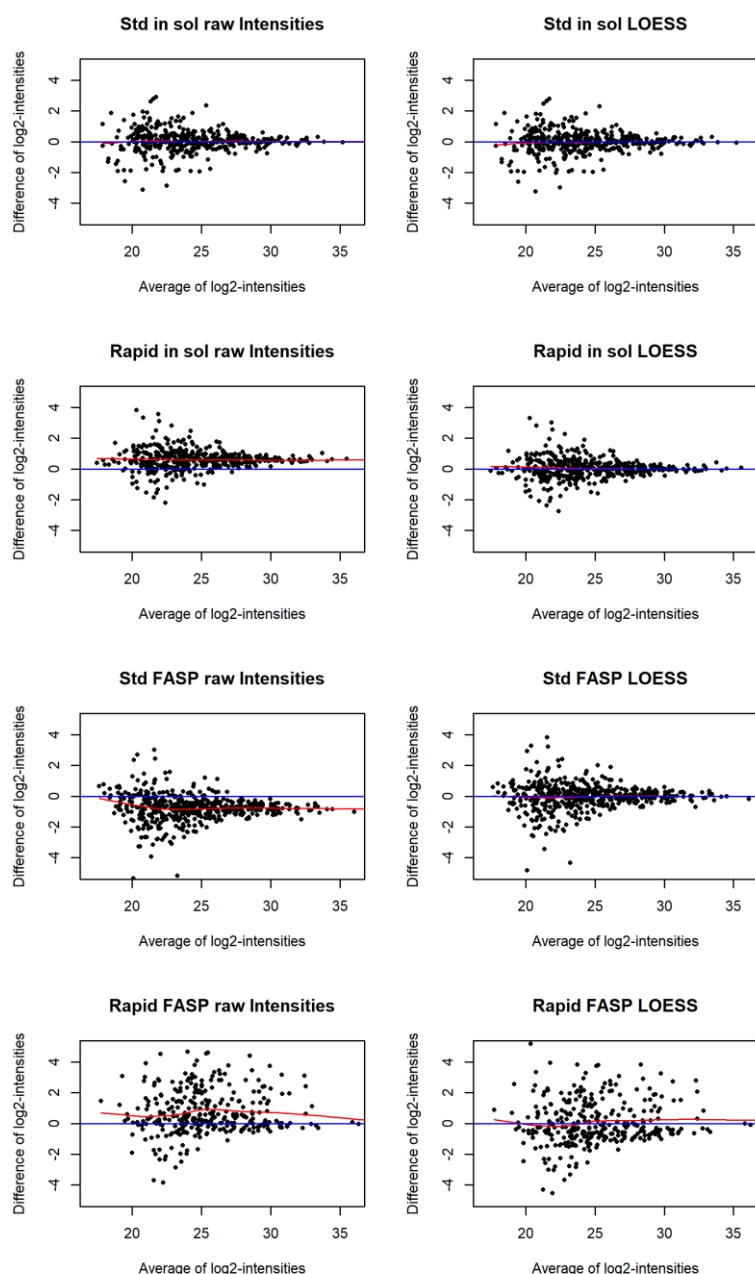 Std in sol raw Intensities
Difference of log2-intensities
4
2
0
-2
-4
20 25 30 35
Average of log2-intensities
Std in sol LOESS
Difference of log2-intensities
4
2
0
-2
-4
20 25 30 35
Average of log2-intensities
Rapid in sol raw Intensities
Difference of log2-intensities
4
2
0
-2
-4
20 25 30 35
Average of log2-intensities
Rapid in sol LOESS
Difference of log2-intensities
4
2
0
-2
-4
20 25 30 35
Average of log2-intensities
Std FASP raw Intensities
Difference of log2-intensities
4
2
0
-2
-4
20 25 30 35
Average of log2-intensities
Std FASP LOESS
Difference of log2-intensities
4
2
0
-2
-4
20 25 30 35
Average of log2-intensities
Rapid FASP raw Intensities
Difference of log2-intensities
4
2
0
-2
-4
20 25 30 35
Average of log2-intensities
Rapid FASP LOESS
Difference of log2-intensities
4
2
0
-2
-4
20 25 30 35
Average of log2-intensities